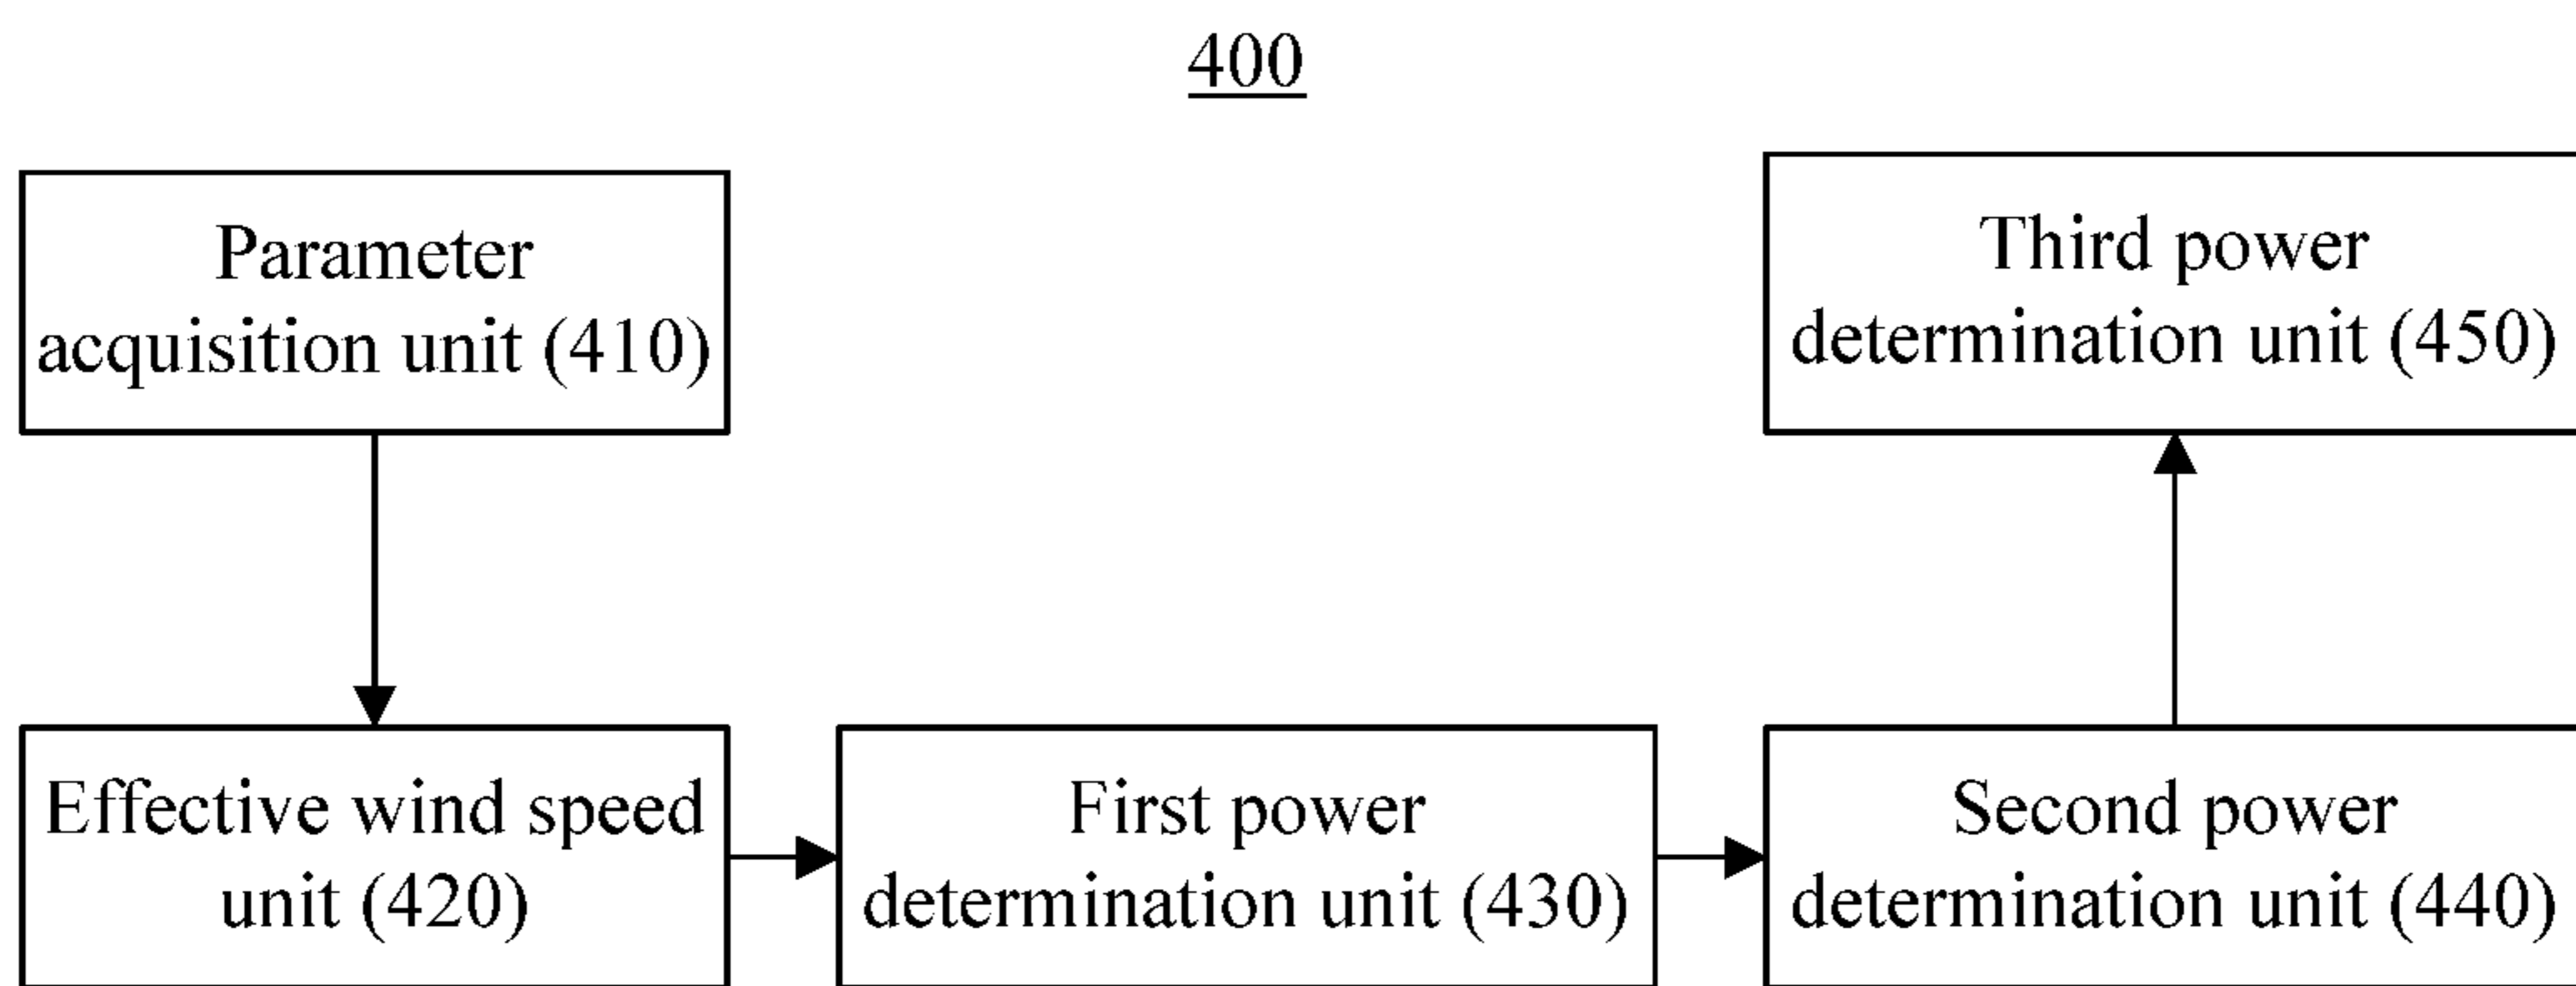 400
Parameter
acquisition unit (410)
Third power
determination unit (450)
Effective wind speed
unit (420)
First power
determination unit (430)
Second power
determination unit (440)